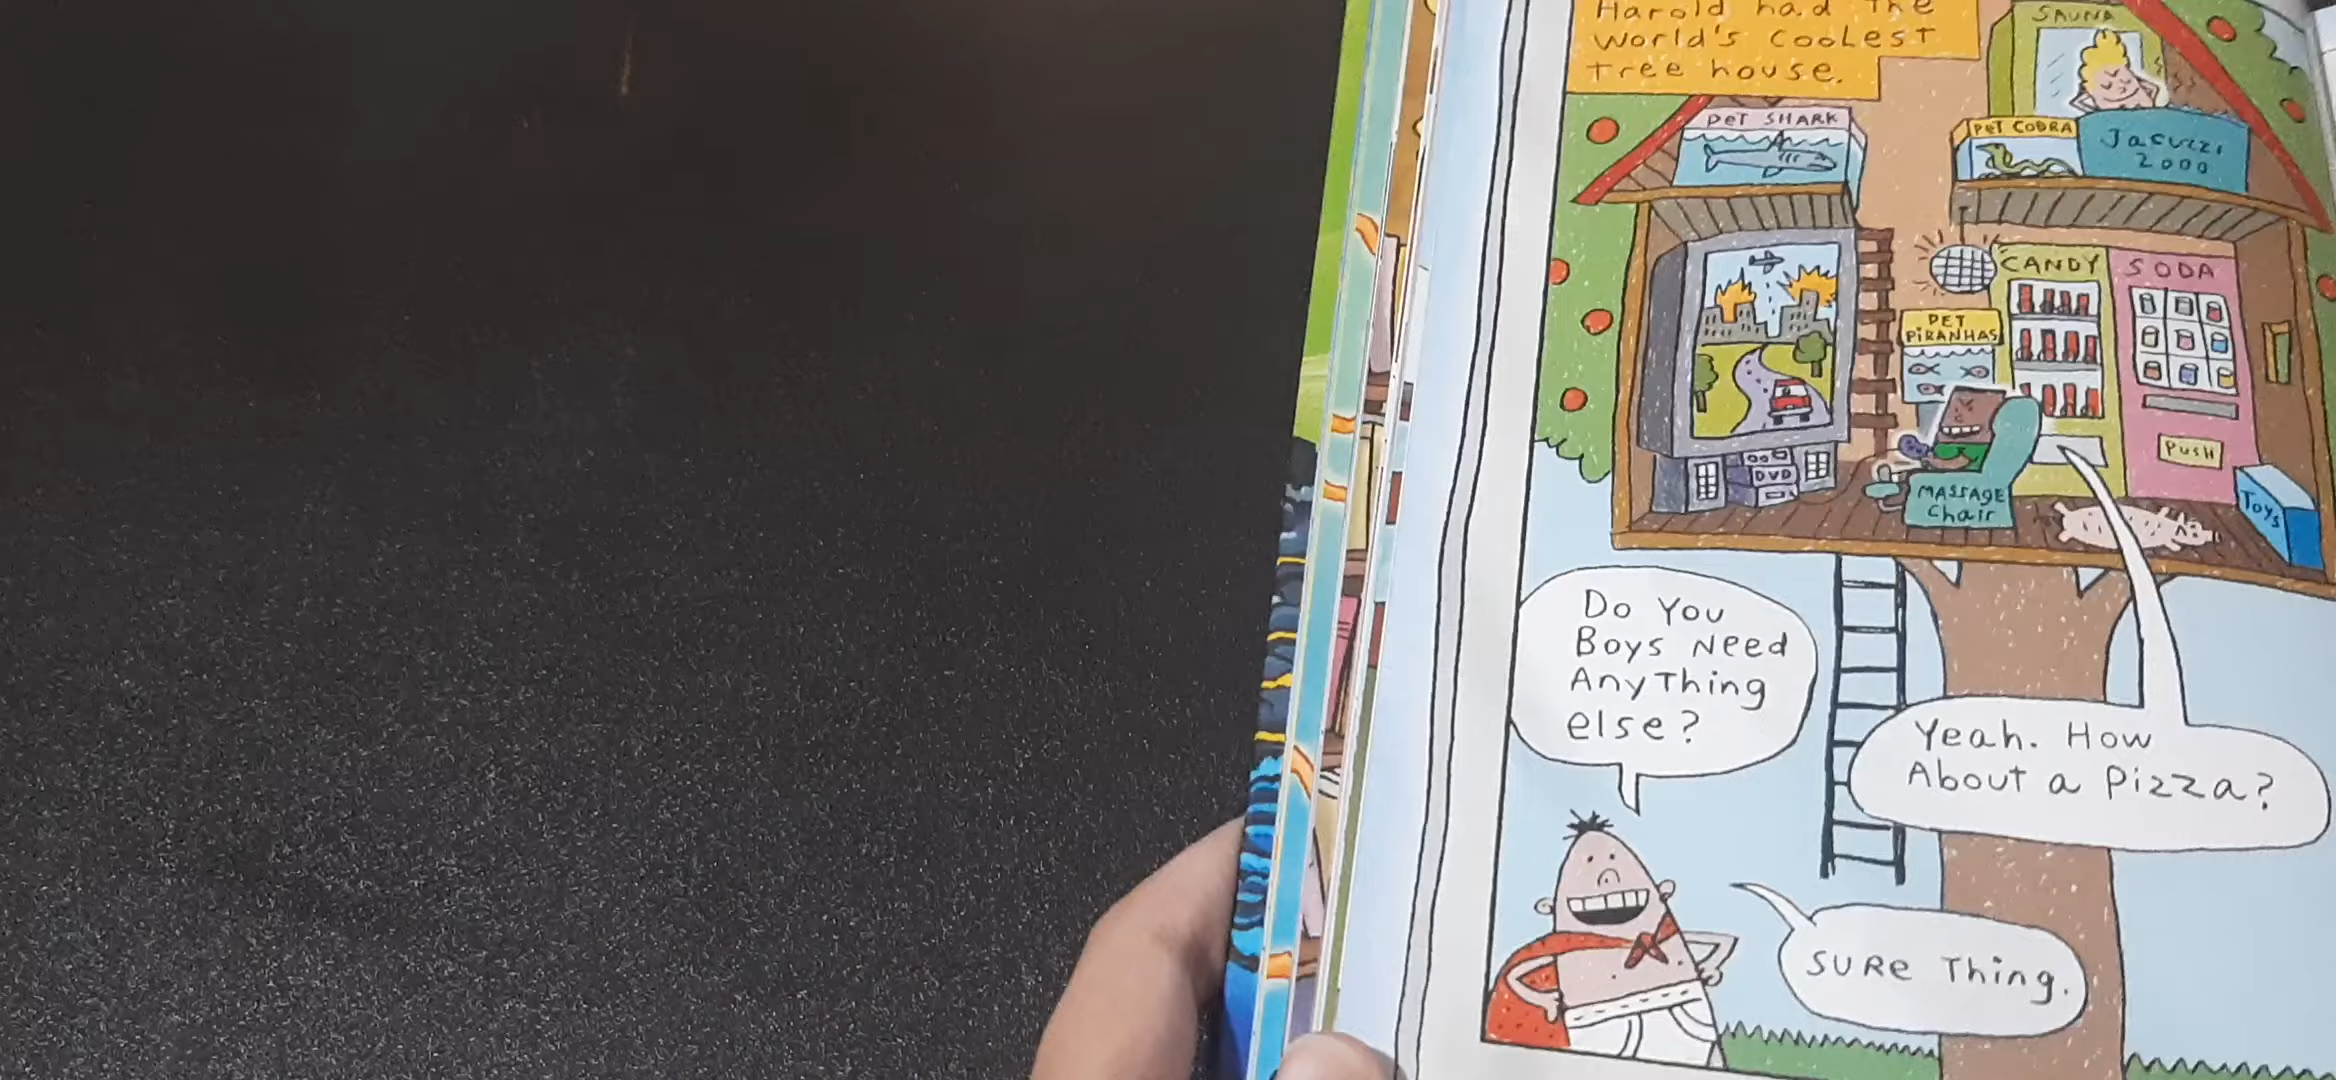 Harold had the
World's Coolest
Tree house.
SAUNA
PET SHARK
PET COBRA
Jacuzzi
2000
CANDY
SODA
PET
PIRANHAS
DVD
PUSH
MASSAGE
Chair
Toys
Do You
Boys Need
AnyThing
else?
Yeah. How
About a Pizza?
SURE Thing.